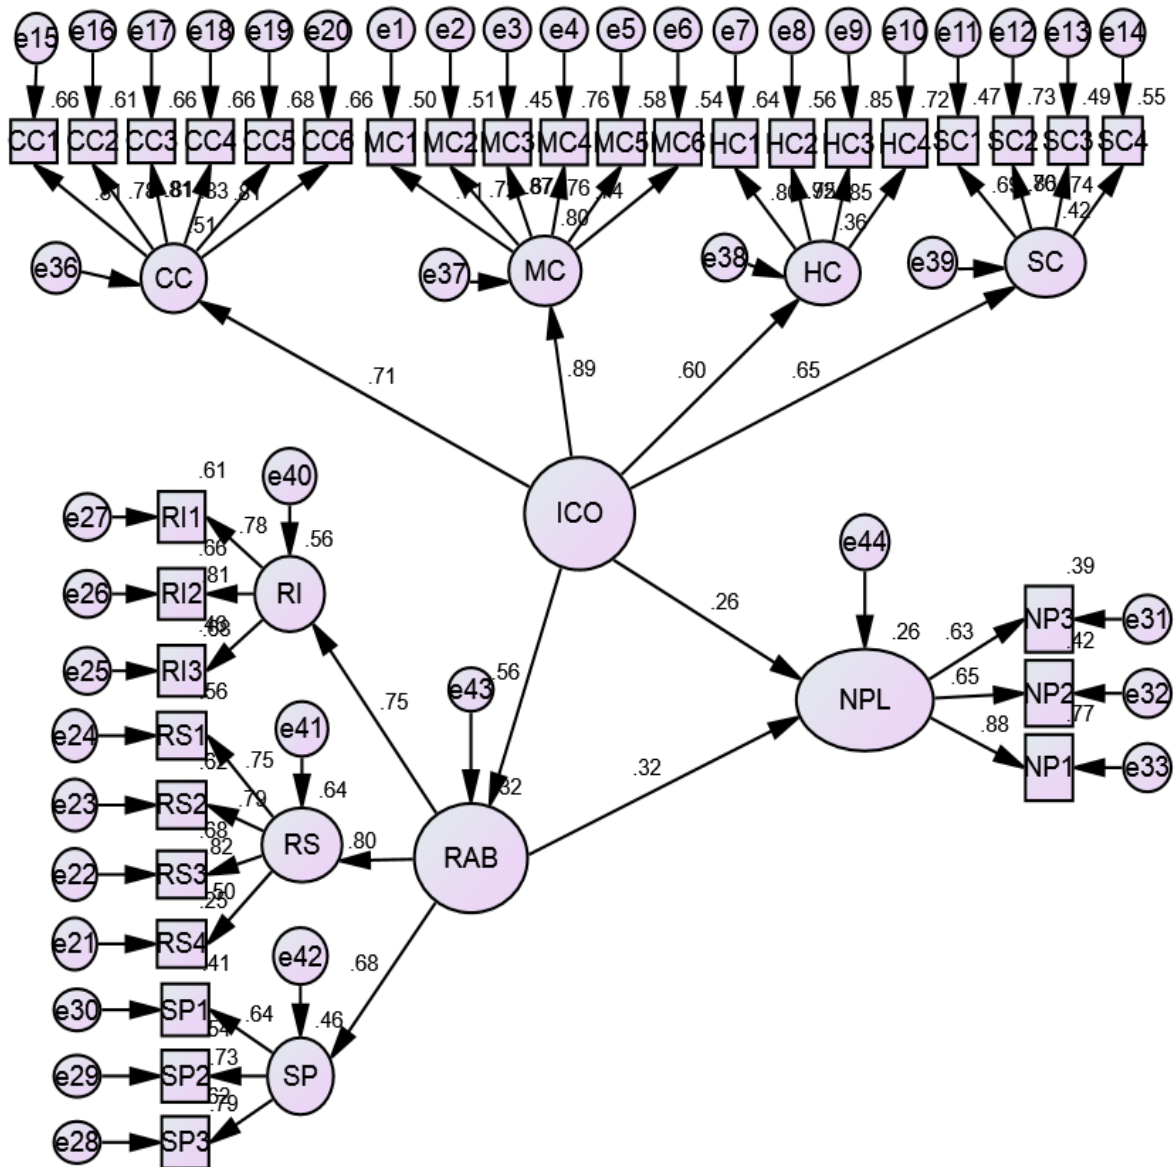 e15 e16 e17 e18 e19 e20 e1 e2 e3 e4 e5 e6 e7 e8 e9 e10 e11 e12 e13 e14
.66 .61 .66 .66 .68 .66 .50 .51 .45 .76 .58 .54 .64 .56 .85 .72 .47 .73 .49 .55
CC1 CC2 CC3 CC4 CC5 CC6 MC1 MC2 MC3 MC4 MC5 MC6 HC1 HC2 HC3 HC4 SC1 SC2 SC3 SC4
.78 .81 .83 .81 .87 .76 .80 .85 .69 .74
.51 .80 .36 .42
e36 CC e37 MC e38 HC e39 SC
.71 .89 .60 .65
ICO
.61 e40
e27 RI1 .78 .56
.66
e26 RI2 .81 RI
e25 RI3
.56
.75
e24 RS1 .75 e41
.62 .64
e23 RS2 .79
.68
e22 RS3 .82 RS .80
.50
.25
e21 RS4
.41 e42 .68
e30 SP1 .64 .46
.54
e29 SP2 .73 SP
.62
e28 SP3 .79
e43 .56
.32
RAB
.32
.26
e44
.26
NPL
.39
.63 NP3 e31
.42
.65 NP2 e32
.77
.88 NP1 e33